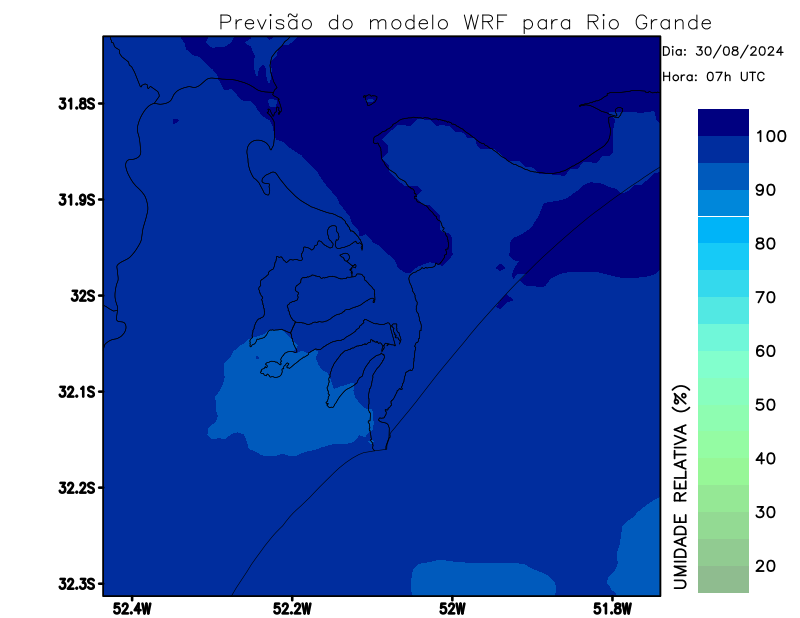 Previsão do modelo WRF para Rio Grande
Dia: 30/08/2024
Hora: 07h UTC
31.8S
31.9S
32S
32.1S
32.2S
32.3S
52.4W
52.2W
52W
51.8W
100
90
80
70
60
50
40
30
20
UMIDADE RELATIVA (%)